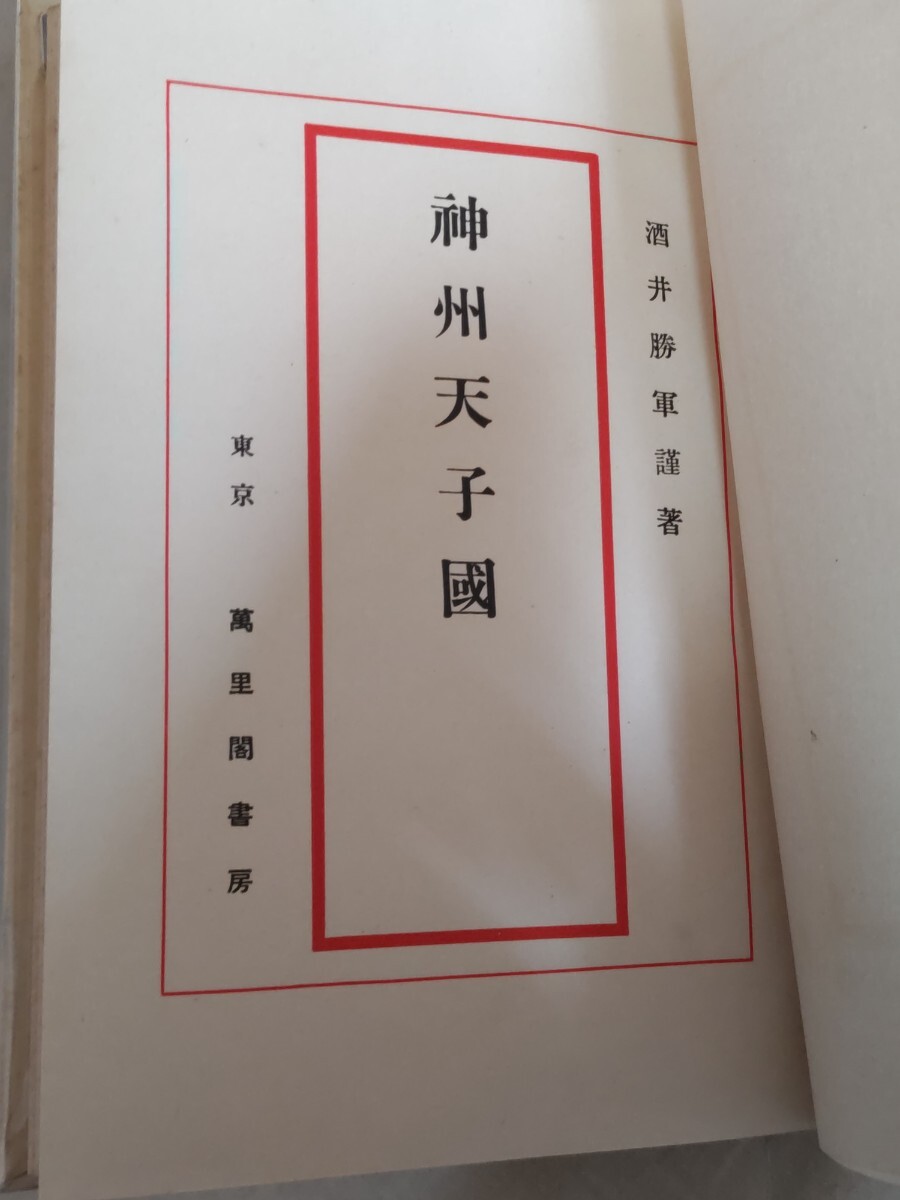 酒井勝軍謹著
神州天子國
東京 萬里閣書房